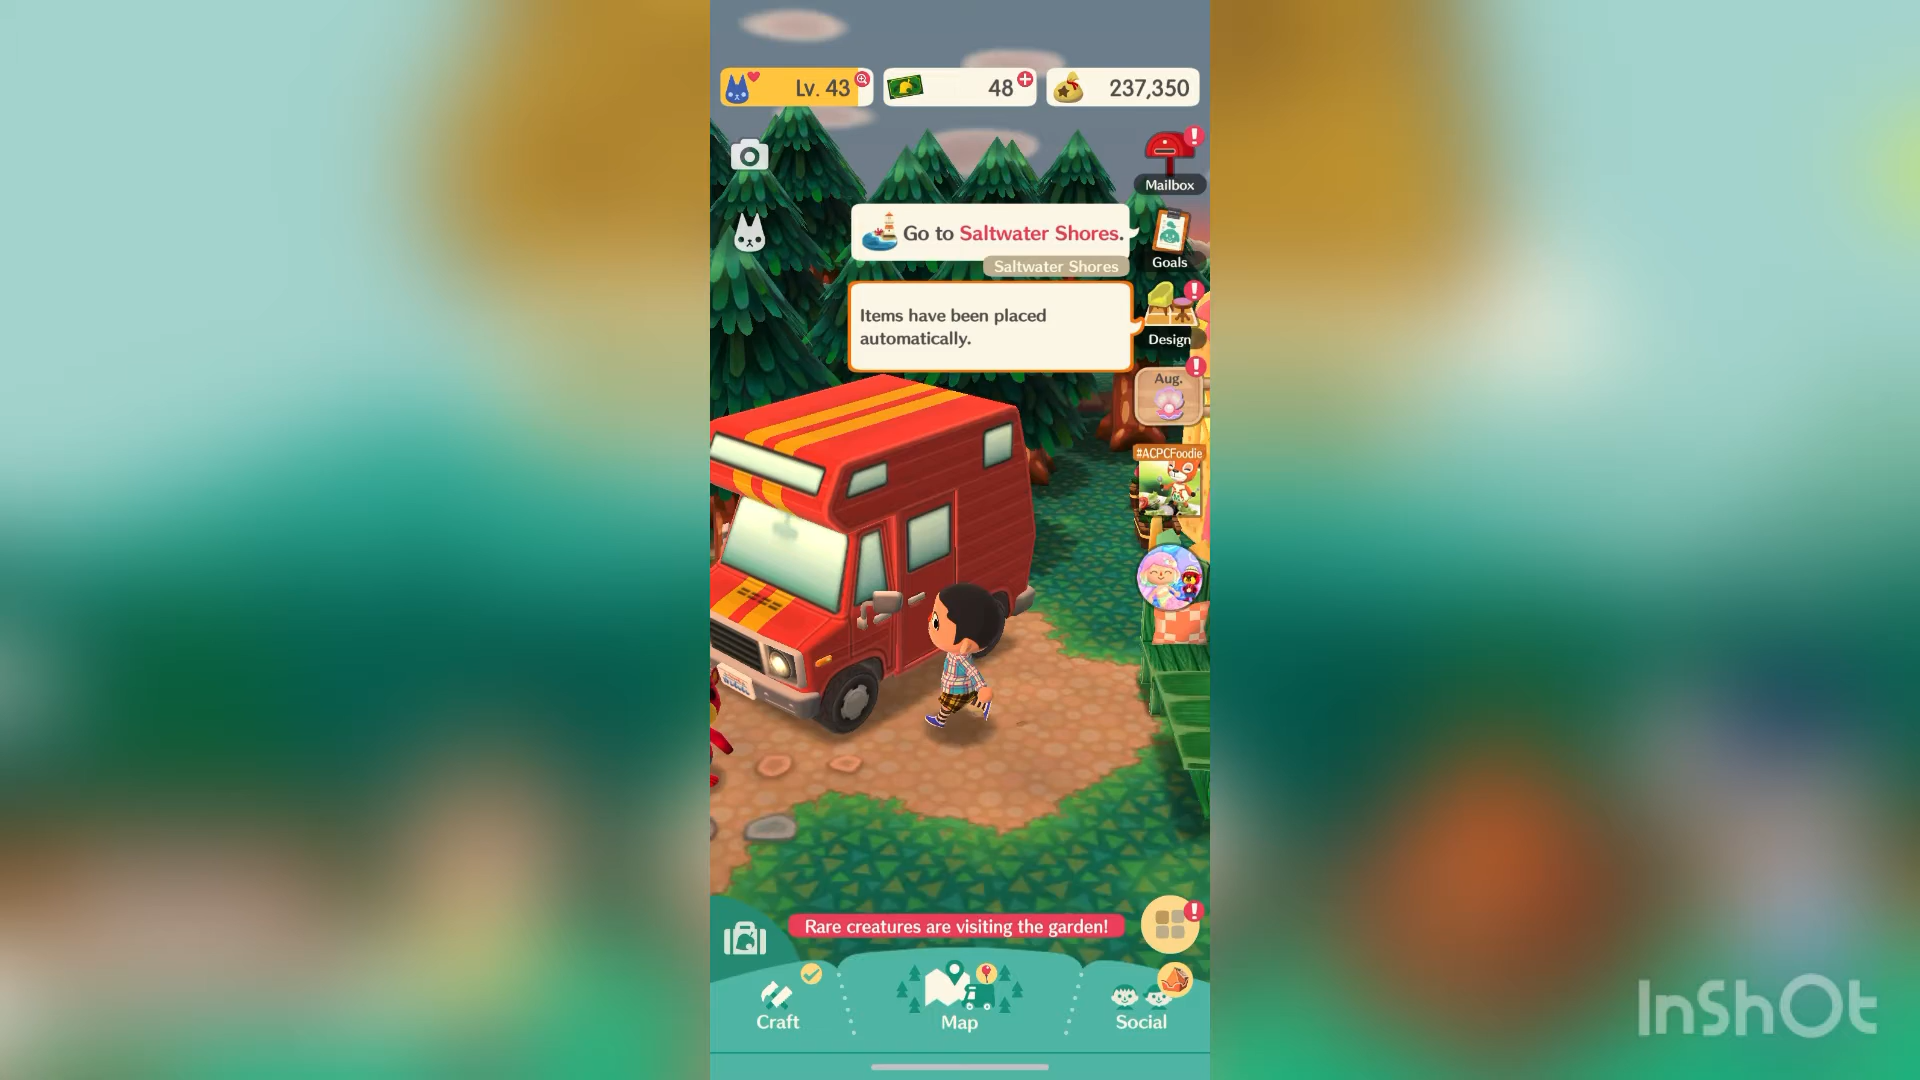 Lv. 43
48
237,350
Mailbox
Go to Saltwater Shores.
Saltwater Shores
Goals
Items have been placed
automatically.
Design
Aug.
#ACPCFoodie
Rare creatures are visiting the garden!
Craft
Map
Social
InShOt